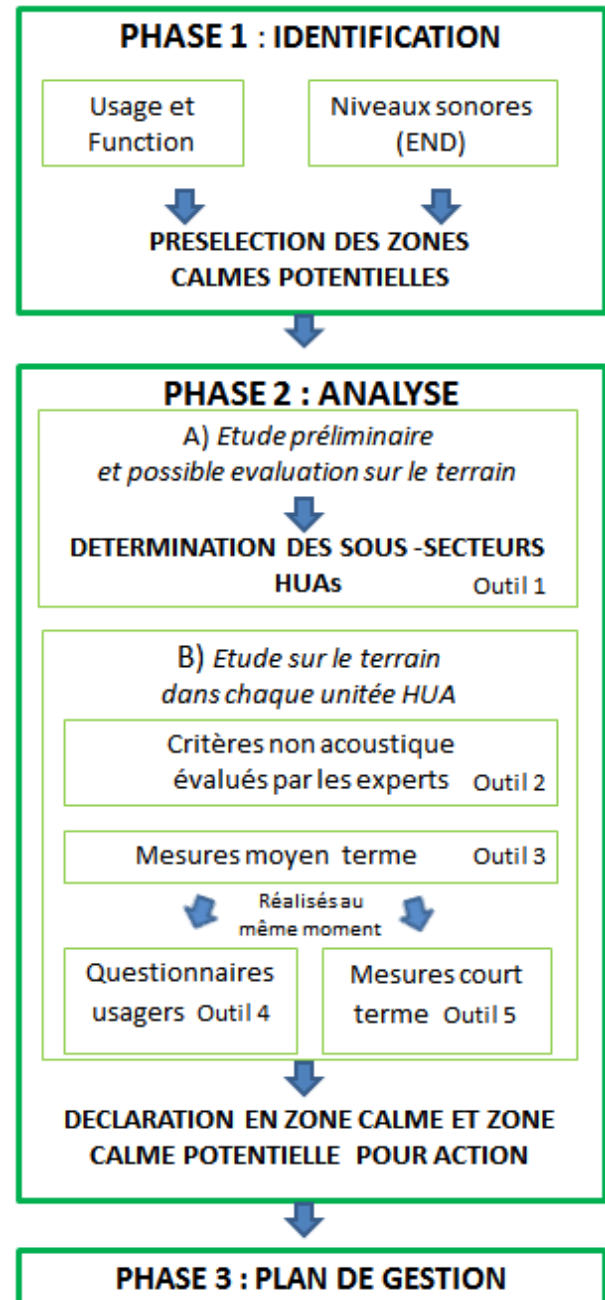 PHASE 1 : IDENTIFICATION
Usage et
Function
Niveaux sonores
(END)
PRESELECTION DES ZONES
CALMES POTENTIELLES
PHASE 2 : ANALYSE
A) Etude préliminaire
et possible evaluation sur le terrain
DETERMINATION DES SOUS -SECTEURS
HUAs Outil 1
B) Etude sur le terrain
dans chaque unitée HUA
Critères non acoustique
évalués par les experts Outil 2
Mesures moyen terme Outil 3
Réalisés au
même moment
Questionnaires
usagers Outil 4
Mesures court
terme Outil 5
DECLARATION EN ZONE CALME ET ZONE
CALME POTENTIELLE POUR ACTION
PHASE 3 : PLAN DE GESTION